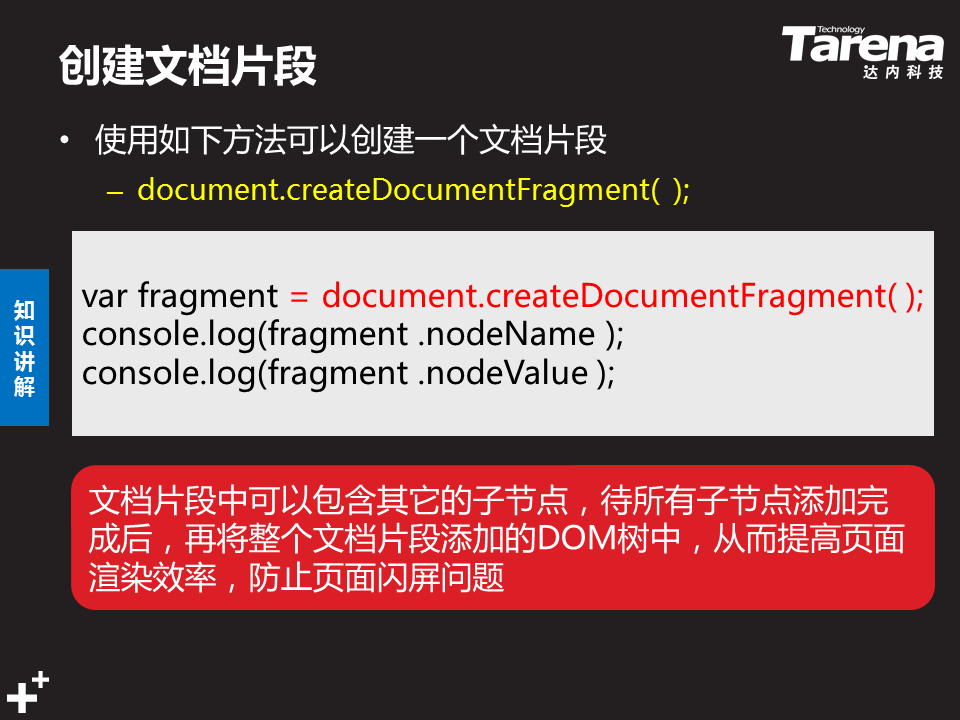 创建文档片段
Technology
Tarena
达内科技
• 使用如下方法可以创建一个文档片段
– document.createDocumentFragment( );
知
识
讲
解
var fragment = document.createDocumentFragment( );
console.log(fragment .nodeName );
console.log(fragment .nodeValue );
文档片段中可以包含其它的子节点，待所有子节点添加完
成后，再将整个文档片段添加的DOM树中，从而提高页面
渲染效率，防止页面闪屏问题